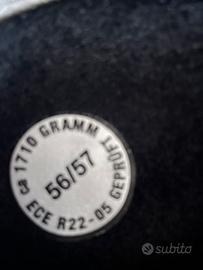 ca 1710 GRAMM
56/57
ECE R22-05 GEPRÜFT
subito